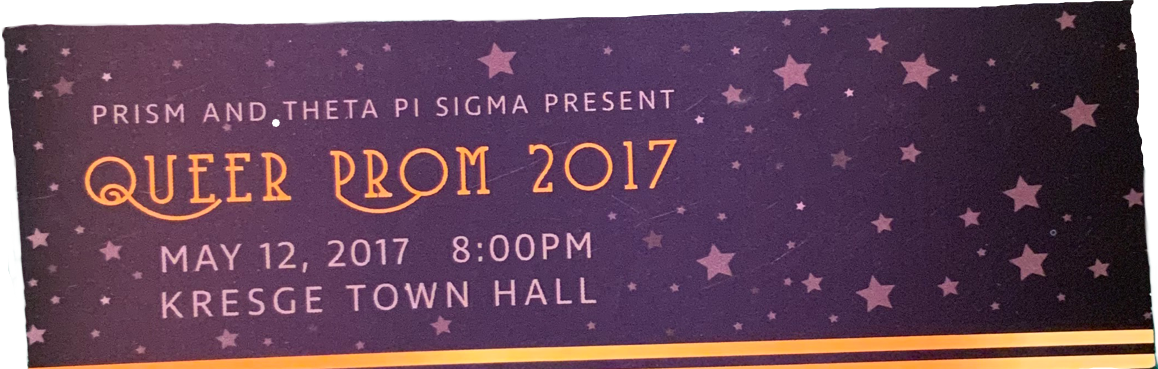 PRISM AND THETA PI SIGMA PRESENT
QUEER PROM 2017
MAY 12, 2017 8:00PM
KRESGE TOWN HALL